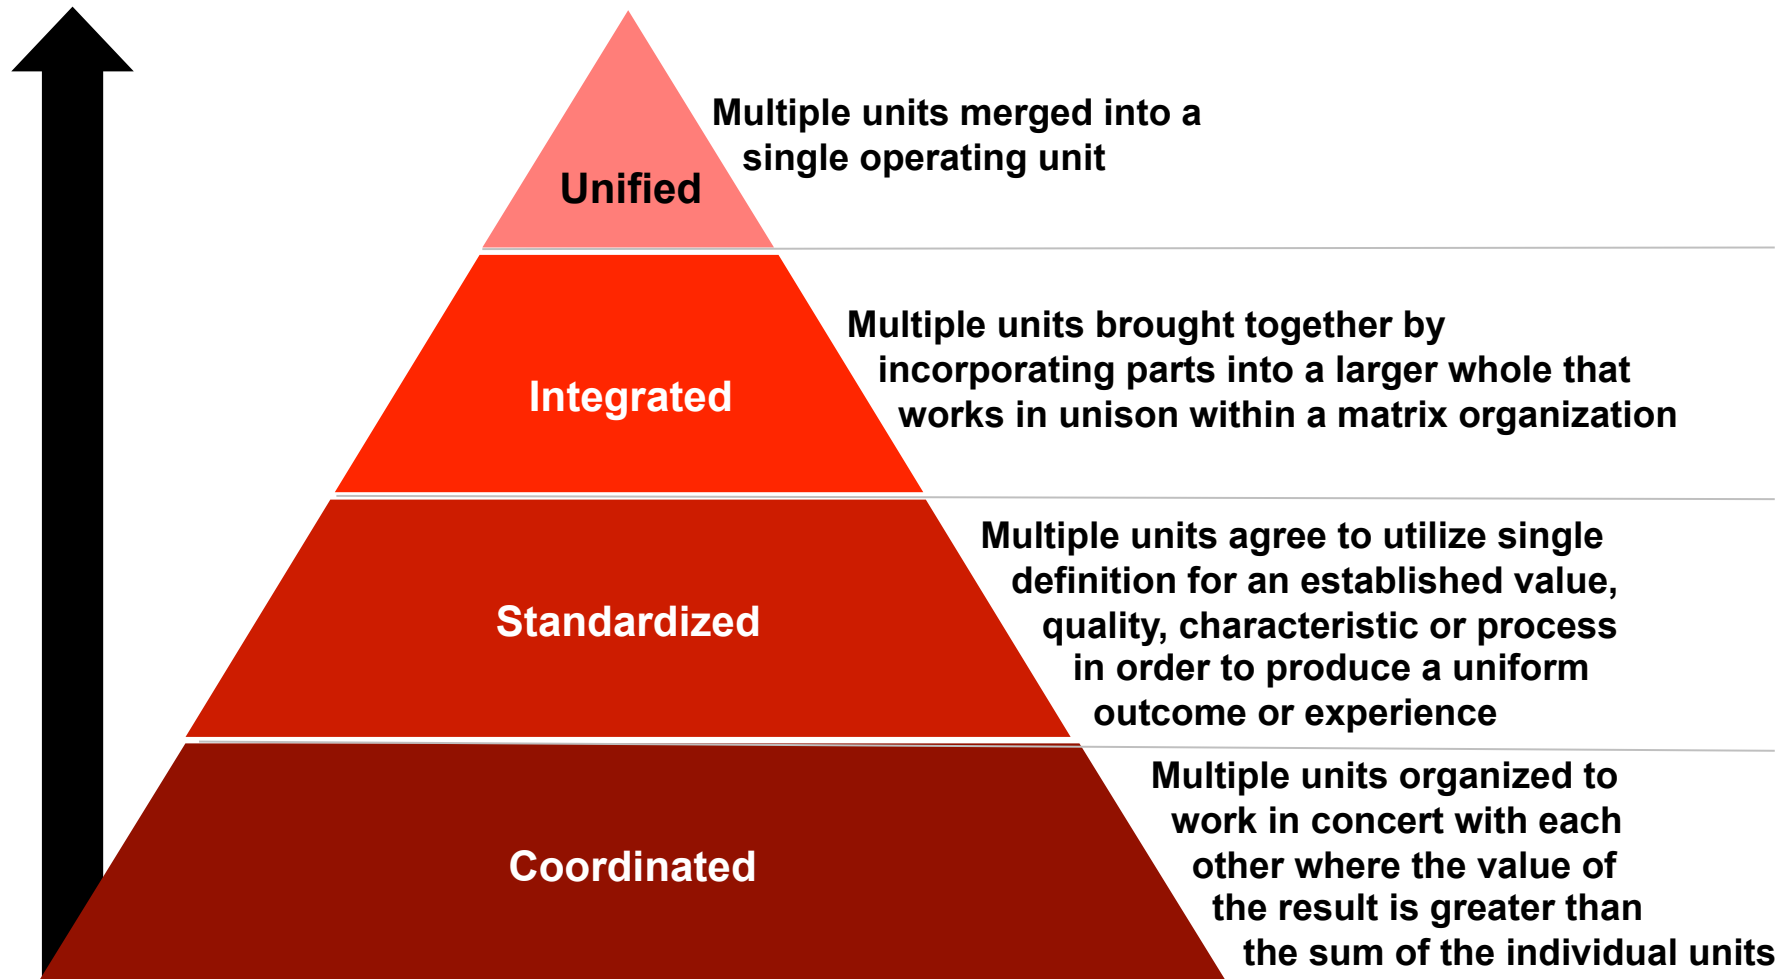 Multiple units merged into a
single operating unit
Unified
Multiple units brought together by
incorporating parts into a larger whole that
works in unison within a matrix organization
Integrated
Multiple units agree to utilize single
definition for an established value,
quality, characteristic or process
in order to produce a uniform
outcome or experience
Standardized
Multiple units organized to
work in concert with each
other where the value of
the result is greater than
the sum of the individual units
Coordinated